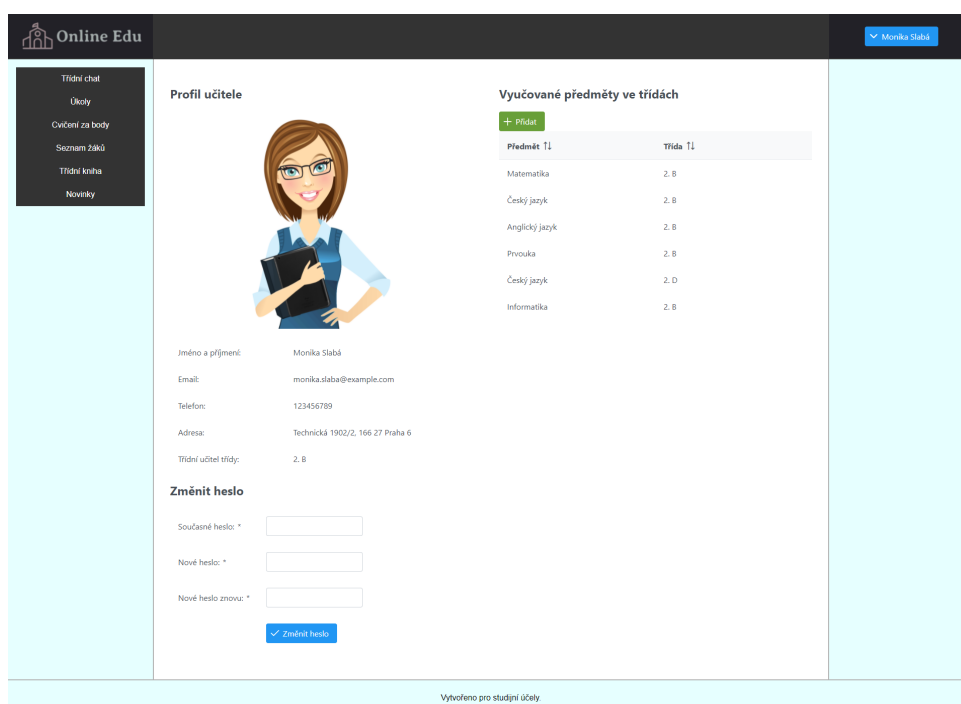 Online Edu
Monika Slabá
Třídní chat
Úkoly
Cvičení za body
Seznam žáků
Třídní kniha
Novinky
Profil učitele
Jméno a příjmení: Monika Slabá
Email: monika.slaba@example.com
Telefon: 123456789
Adresa: Technická 1902/2, 166 27 Praha 6
Třídní učitel třídy: 2. B
Změnit heslo
Současné heslo: *
Nové heslo: *
Nové heslo znovu: *
Změnit heslo
Vyučované předměty ve třídách
+ Přidat
Předmět ↑↓ Třída ↑↓
Matematika 2. B
Český jazyk 2. B
Anglický jazyk 2. B
Prvouka 2. B
Český jazyk 2. D
Informatika 2. B
Vytvořeno pro studijní účely.